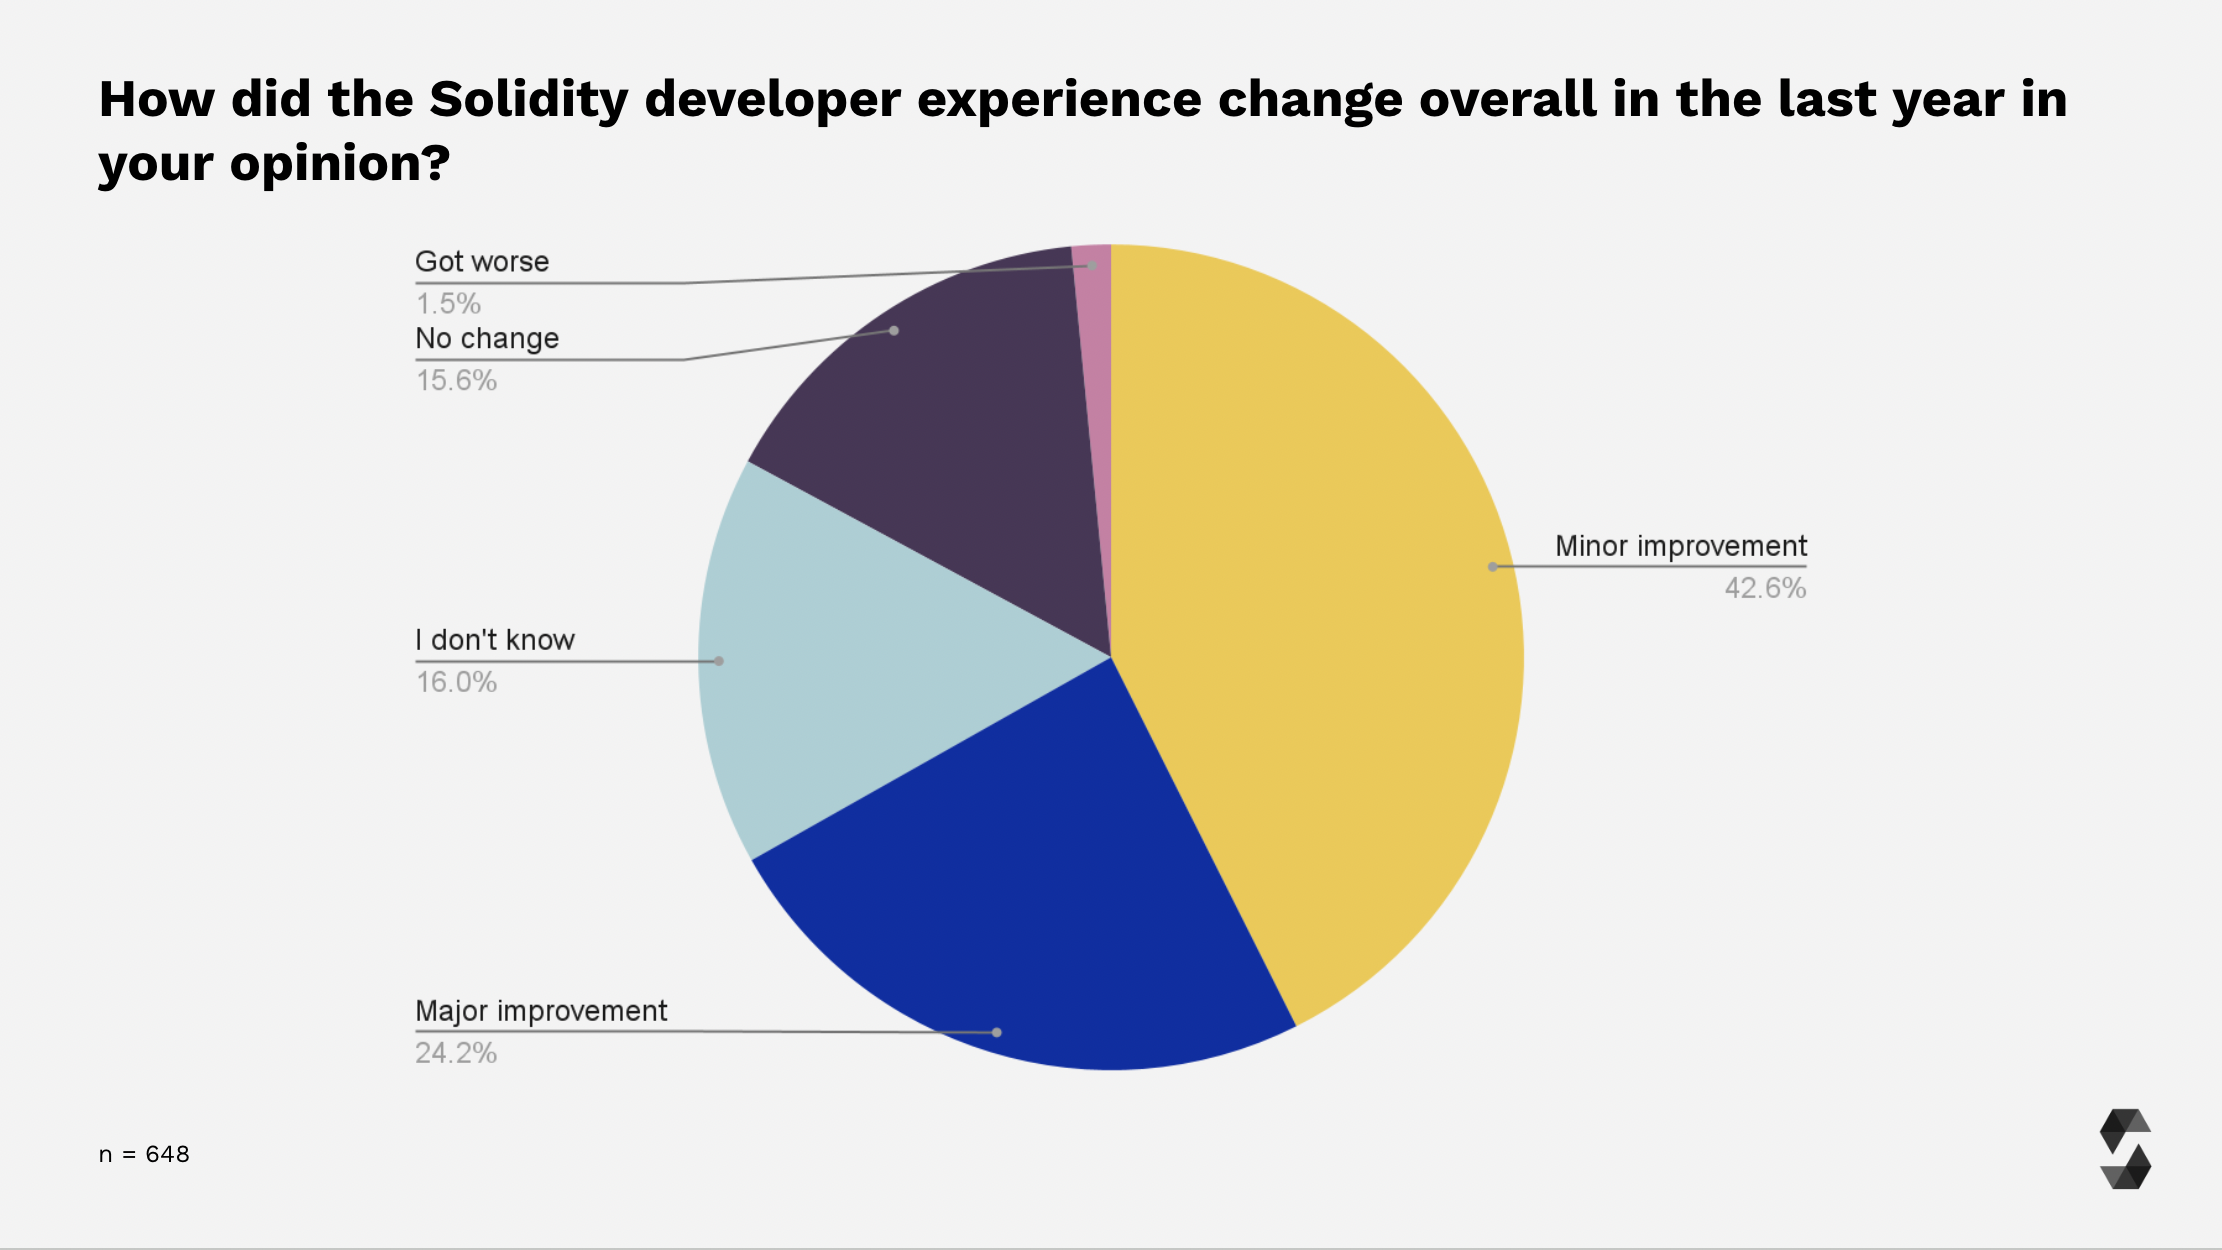 How did the Solidity developer experience change overall in the last year in
your opinion?
Got worse
1.5%
No change
15.6%
Minor improvement
42.6%
I don't know
16.0%
Major improvement
24.2%
n = 648